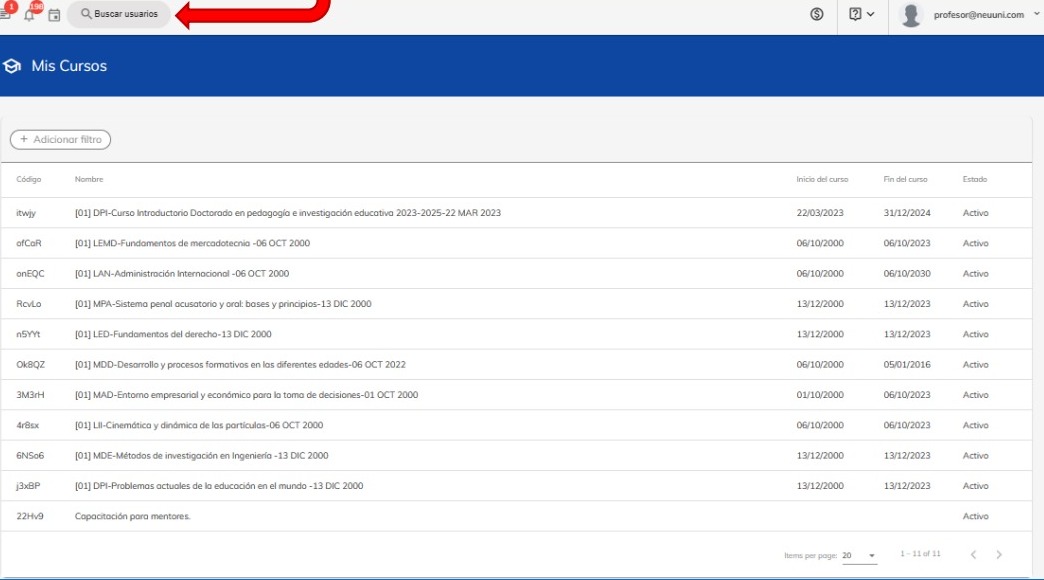 1 198 Buscar usuarios profesor@neuuni.com
Mis Cursos
+ Adicionar filtro
Código Nombre Inicio del curso Fin del curso Estado
itwjy [01] DPI-Curso Introductorio Doctorado en pedagogía e investigación educativa 2023-2025-22 MAR 2023 22/03/2023 31/12/2024 Activo
ofCaR [01] LEMD-Fundamentos de mercadotecnia -06 OCT 2000 06/10/2000 06/10/2023 Activo
onEQC [01] LAN-Administración Internacional -06 OCT 2000 06/10/2000 06/10/2030 Activo
RcvLo [01] MPA-Sistema penal acusatorio y oral: bases y principios-13 DIC 2000 13/12/2000 13/12/2023 Activo
n5YYt [01] LED-Fundamentos del derecho-13 DIC 2000 13/12/2000 13/12/2023 Activo
Ok8QZ [01] MDD-Desarrollo y procesos formativos en las diferentes edades-06 OCT 2022 06/10/2000 05/01/2016 Activo
3M3rH [01] MAD-Entorno empresarial y económico para la toma de decisiones-01 OCT 2000 01/10/2000 06/10/2023 Activo
4r8sx [01] LII-Cinemática y dinámica de las partículas-06 OCT 2000 06/10/2000 06/10/2023 Activo
6NSo6 [01] MDE-Métodos de investigación en Ingeniería -13 DIC 2000 13/12/2000 13/12/2023 Activo
j3xBP [01] DPI-Problemas actuales de la educación en el mundo -13 DIC 2000 13/12/2000 13/12/2023 Activo
22Hv9 Capacitación para mentores. Activo
Items per page: 20 1 - 11 of 11